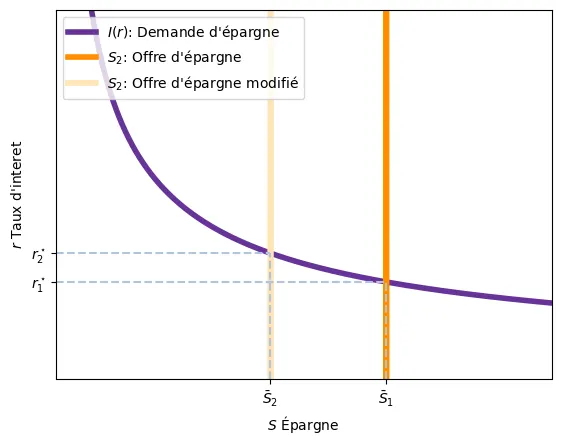 I(r): Demande d'épargne
S₂: Offre d'épargne
S₂: Offre d'épargne modifié
r Taux d'interet
r₂*
r₁*
S̄₂
S̄₁
S Épargne